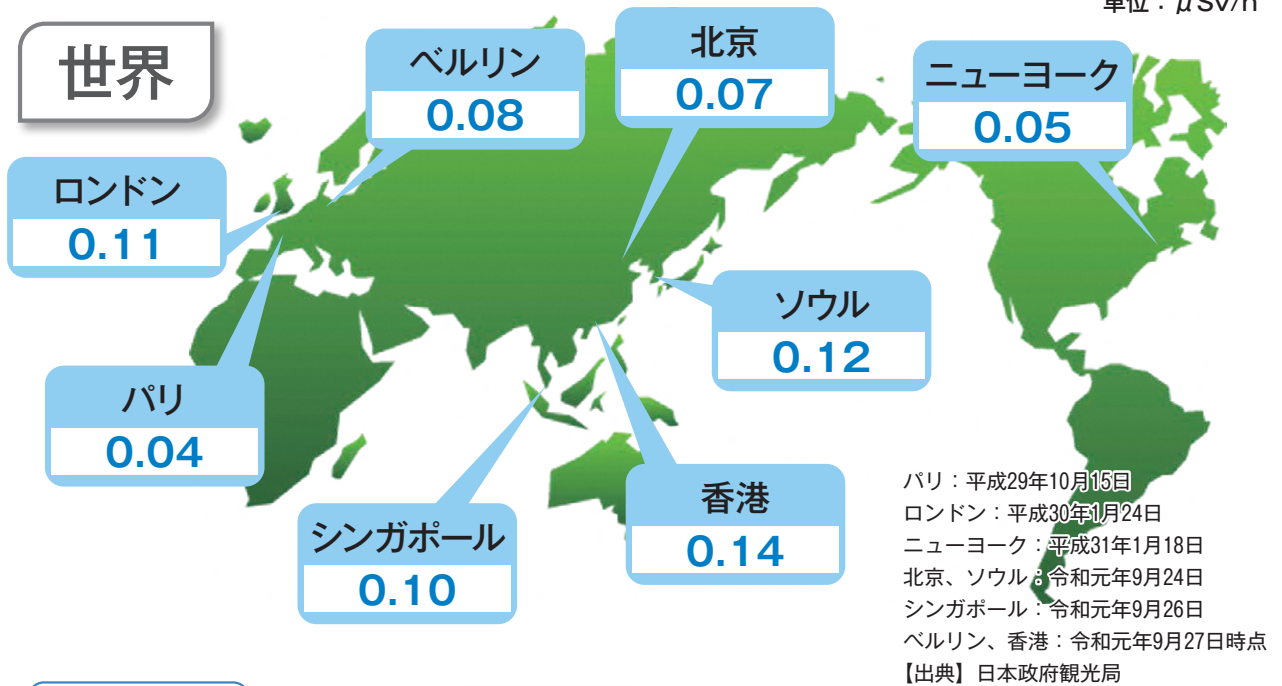 単位：μSv/h
世界
ベルリン
0.08
北京
0.07
ニューヨーク
0.05
ロンドン
0.11
ソウル
0.12
パリ
0.04
シンガポール
0.10
香港
0.14
パリ：平成29年10月15日
ロンドン：平成30年1月24日
ニューヨーク：平成31年1月18日
北京、ソウル：令和元年9月24日
シンガポール：令和元年9月26日
ベルリン、香港：令和元年9月27日時点
【出典】日本政府観光局